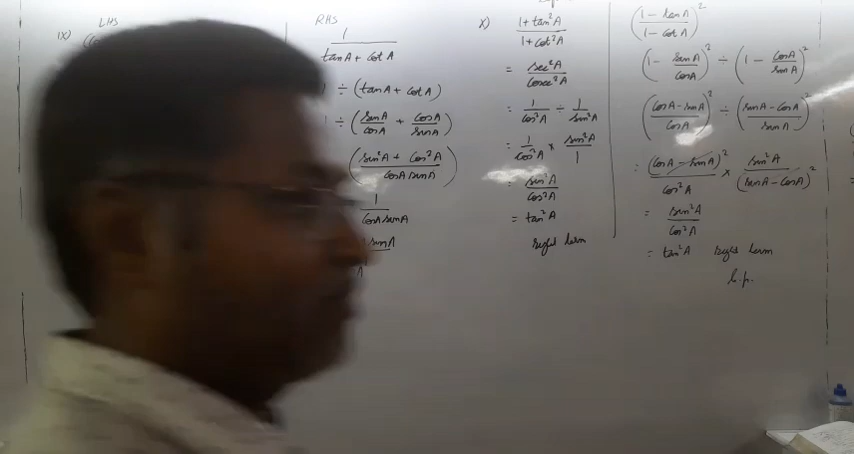 LHS
IX)
RHS
1
tanA + cotA
÷ (tanA + cotA)
÷ (sinA/cosA + cosA/sinA)
(sin²A + cos²A / cosA sinA)
1
cosA sinA
sinA
X) 1 + tan²A / 1 + cot²A
= sec²A / cosec²A
= 1/cos²A ÷ 1/sin²A
= 1/cos²A × sin²A/1
= sin²A / cos²A
= tan²A
(1 - tanA / 1 - cotA)²
(1 - sinA/cosA)² ÷ (1 - cosA/sinA)²
(cosA - sinA / cosA)² ÷ (sinA - cosA / sinA)²
: (cosA - sinA)² / cos²A × sin²A / (sinA - cosA)²
= sin²A / cos²A
= tan²A